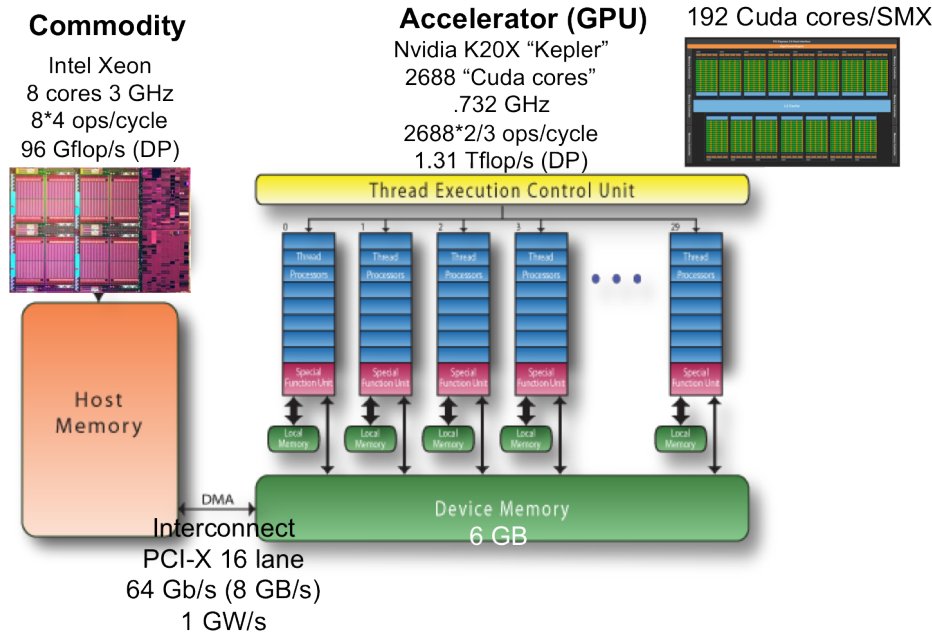 Commodity
Intel Xeon
8 cores 3 GHz
8*4 ops/cycle
96 Gflop/s (DP)
Accelerator (GPU)
Nvidia K20X “Kepler”
2688 “Cuda cores”
.732 GHz
2688*2/3 ops/cycle
1.31 Tflop/s (DP)
192 Cuda cores/SMX
Thread Execution Control Unit
0 1 2 3 29
Thread Thread Thread Thread Thread
Processors Processors Processors Processors Processors
Special Special Special Special Special
Function Unit Function Unit Function Unit Function Unit Function Unit
Local Local Local Local Local
Memory Memory Memory Memory Memory
Host
Memory
DMA
Device Memory
6 GB
Interconnect
PCI-X 16 lane
64 Gb/s (8 GB/s)
1 GW/s